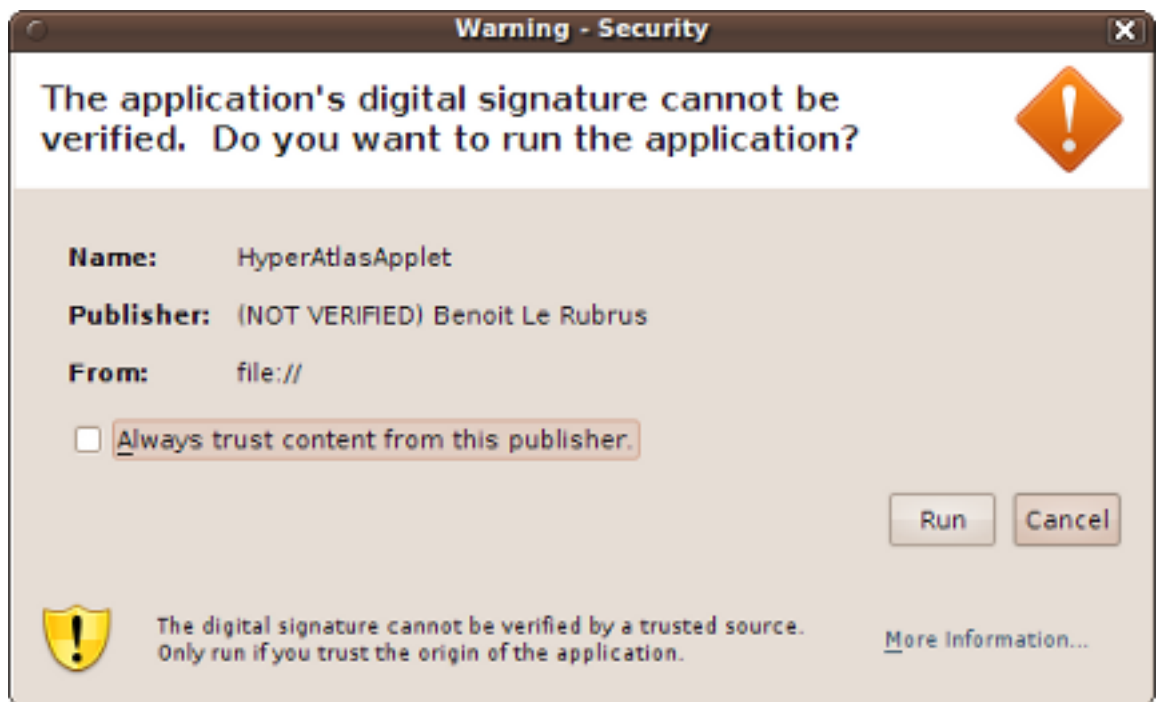 Warning - Security
The application's digital signature cannot be
verified. Do you want to run the application?
Name: HyperAtlasApplet
Publisher: (NOT VERIFIED) Benoit Le Rubrus
From: file://
Always trust content from this publisher.
Run Cancel
The digital signature cannot be verified by a trusted source.
Only run if you trust the origin of the application.
More Information...